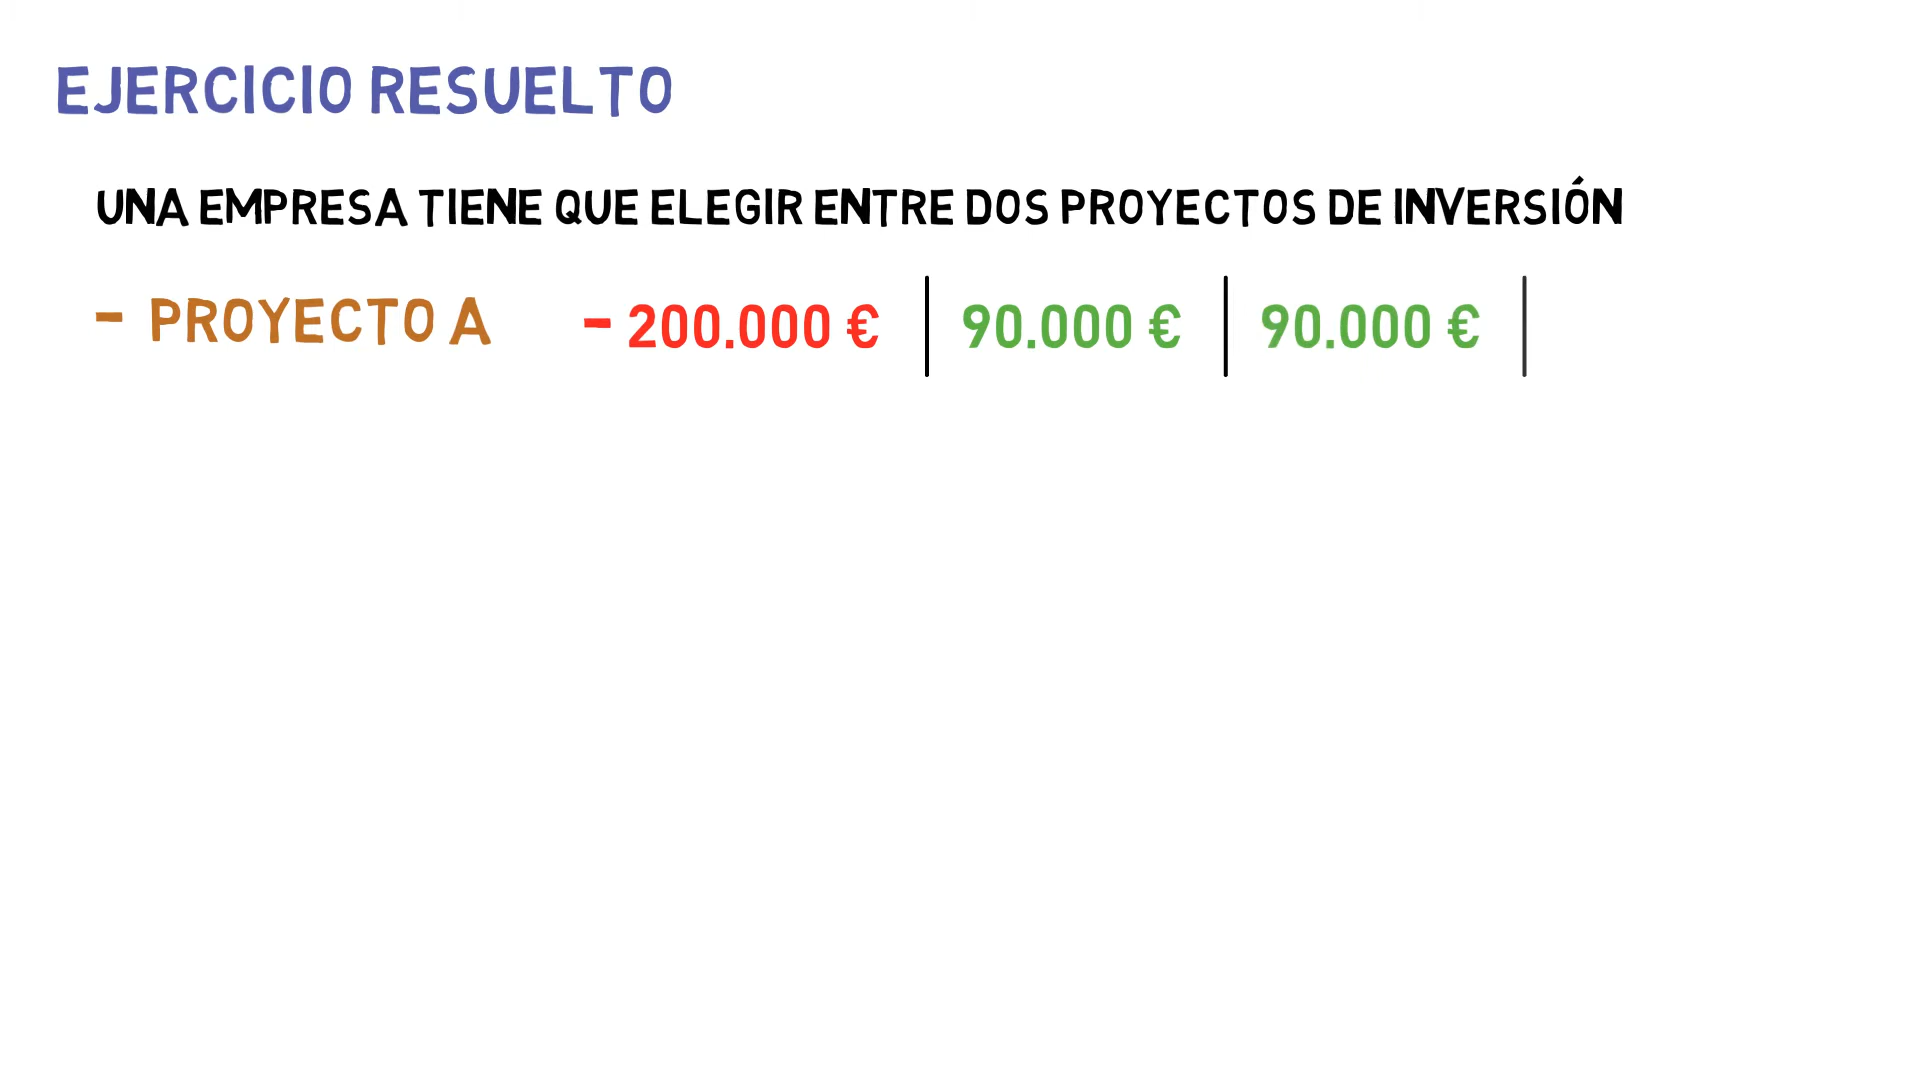 EJERCICIO RESUELTO
UNA EMPRESA TIENE QUE ELEGIR ENTRE DOS PROYECTOS DE INVERSIÓN
- PROYECTO A - 200.000 € | 90.000 € | 90.000 € |